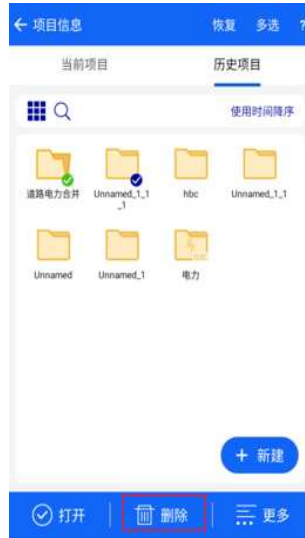 项目信息 恢复 多选 ?
当前项目 历史项目
使用时间降序
道路电力合并 Unnamed_1_1_1 hbc Unnamed_1_1
Unnamed Unnamed_1 电力
+ 新建
打开 删除 更多